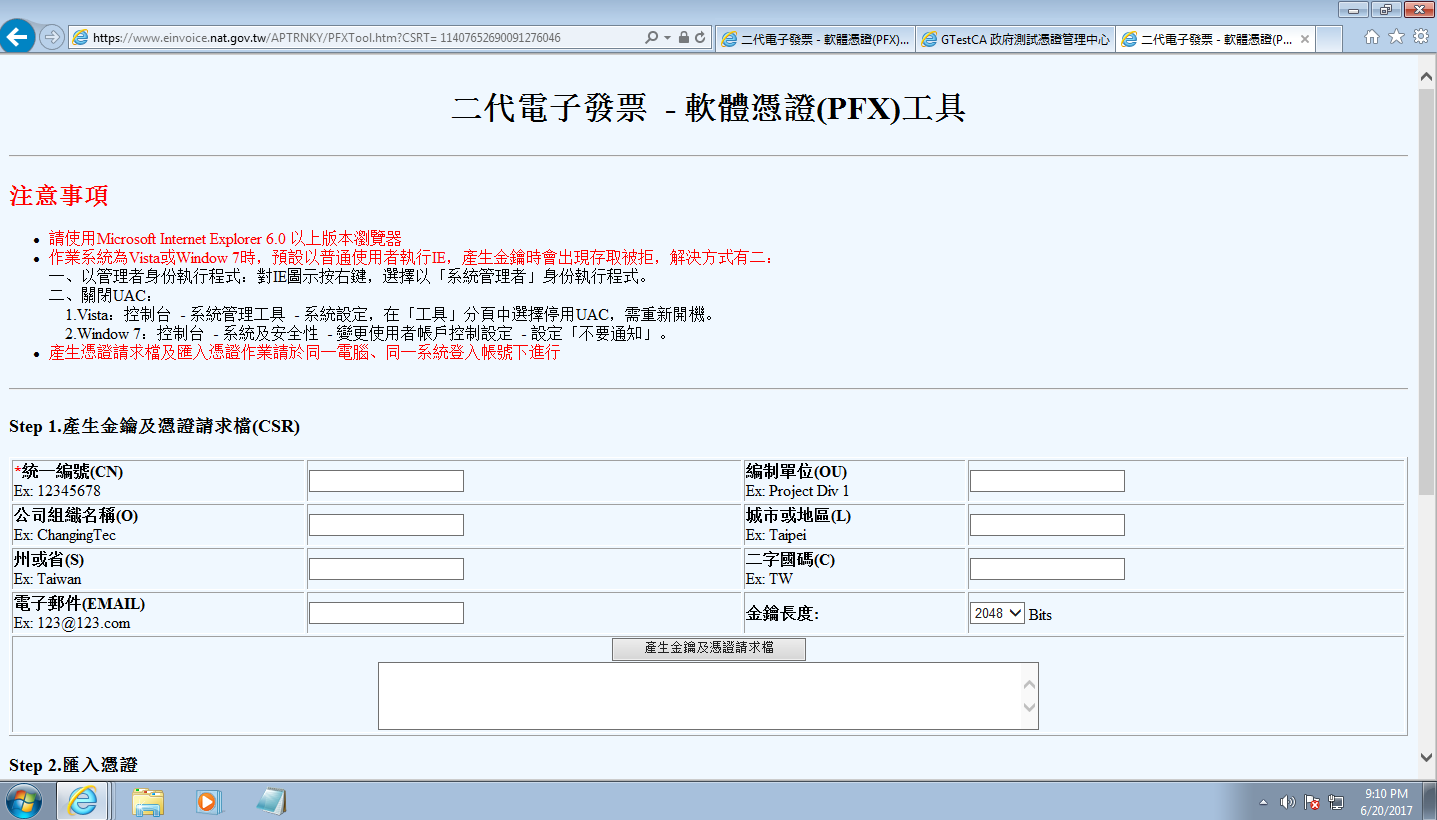 https://www.einvoice.nat.gov.tw/APTRNKY/PFXTool.htm?CSRT= 11407652690091276046
二代電子發票 - 軟體憑證(PFX)...
GTestCA 政府測試憑證管理中心
二代電子發票 - 軟體憑證(P...
二代電子發票 - 軟體憑證(PFX)工具
注意事項
請使用Microsoft Internet Explorer 6.0 以上版本瀏覽器
作業系統為Vista或Window 7時，預設以普通使用者執行IE，產生金鑰時會出現存取被拒，解決方式有二：
一、以管理者身份執行程式：對IE圖示按右鍵，選擇以「系統管理者」身份執行程式。
二、關閉UAC：
1.Vista：控制台 - 系統管理工具 - 系統設定，在「工具」分頁中選擇停用UAC，需重新開機。
2.Window 7：控制台 - 系統及安全性 - 變更使用者帳戶控制設定 - 設定「不要通知」。
產生憑證請求檔及匯入憑證作業請於同一電腦、同一系統登入帳號下進行
Step 1.產生金鑰及憑證請求檔(CSR)
*統一編號(CN)
Ex: 12345678
編制單位(OU)
Ex: Project Div 1
公司組織名稱(O)
Ex: ChangingTec
城市或地區(L)
Ex: Taipei
州或省(S)
Ex: Taiwan
二字國碼(C)
Ex: TW
電子郵件(EMAIL)
Ex: 123@123.com
金鑰長度：
2048 Bits
產生金鑰及憑證請求檔
Step 2.匯入憑證
9:10 PM
6/20/2017